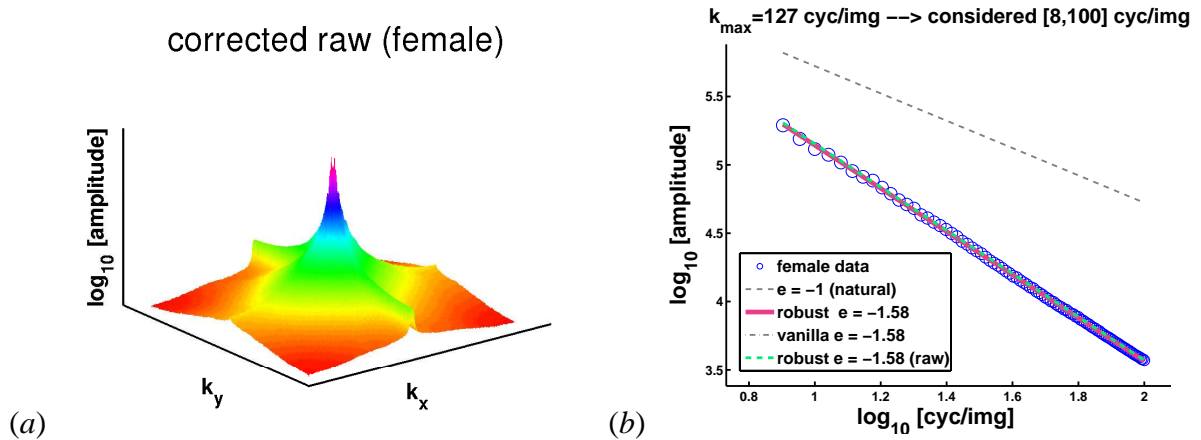 corrected raw (female)
log10 [amplitude]
ky
kx
(a)
kmax=127 cyc/img −−> considered [8,100] cyc/img
log10 [amplitude]
5.5
5
4.5
4
3.5
female data
e = −1 (natural)
robust e = −1.58
vanilla e = −1.58
robust e = −1.58 (raw)
0.8 1 1.2 1.4 1.6 1.8 2
log10 [cyc/img]
(b)